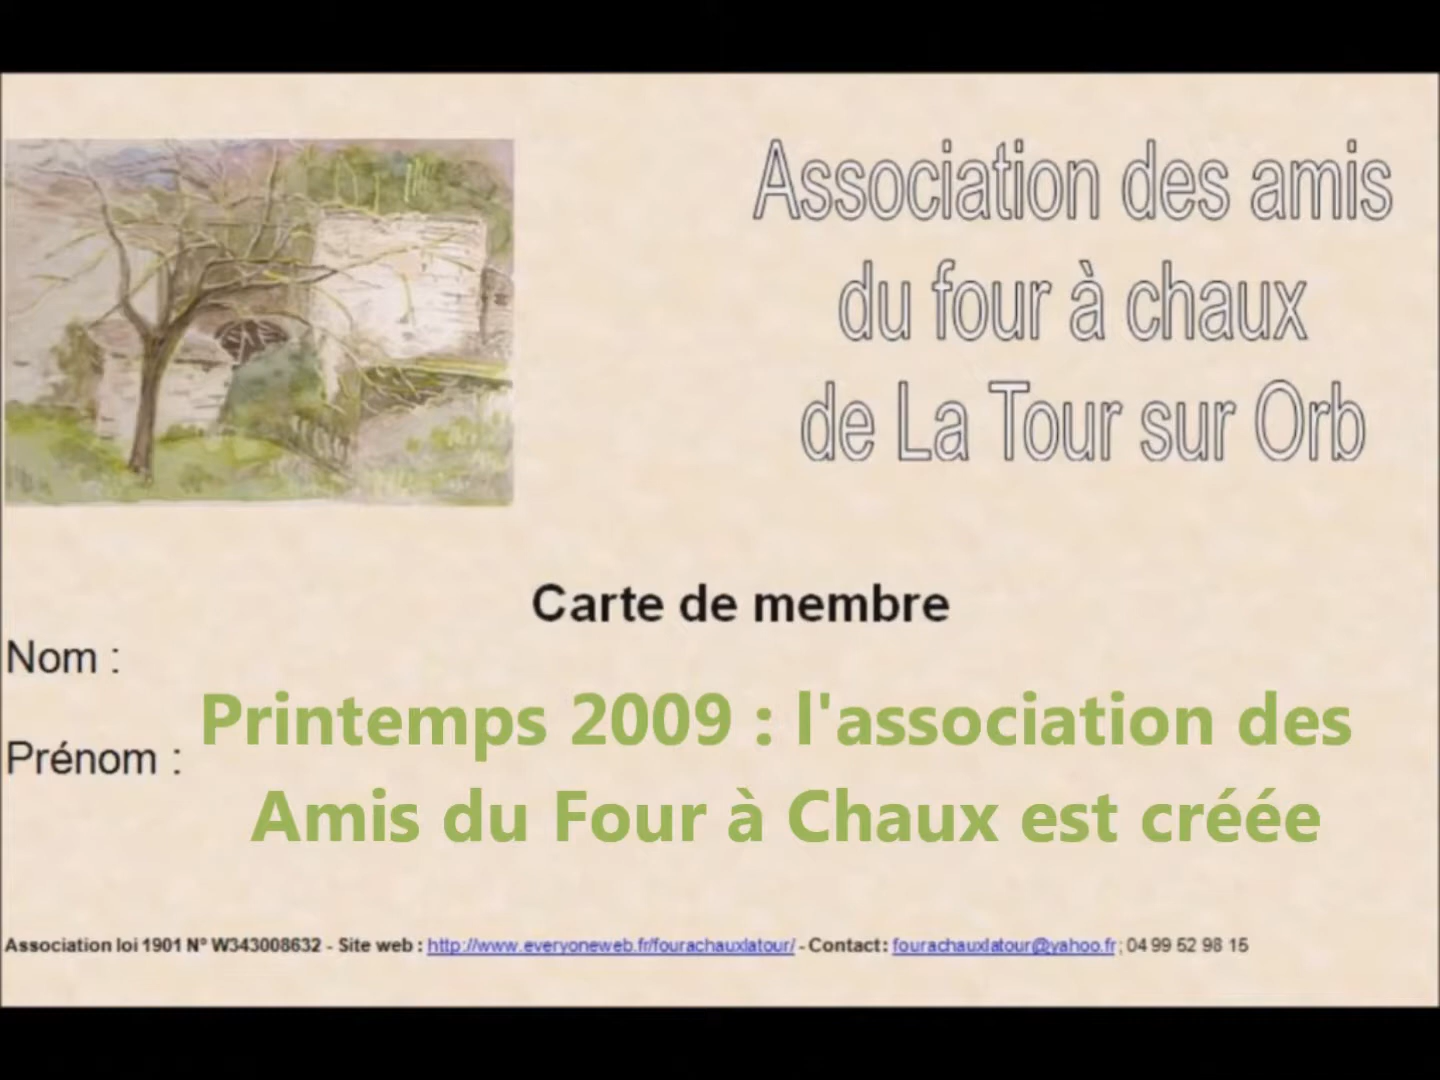 Association des amis
du four à chaux
de La Tour sur Orb
Carte de membre
Nom :
Prénom :
Printemps 2009 : l'association des
Amis du Four à Chaux est créée
Association loi 1901 N° W343008632 - Site web : http://www.everyoneweb.fr/fourachauxlatour/ - Contact : fourachauxlatour@yahoo.fr ; 04 99 52 98 15